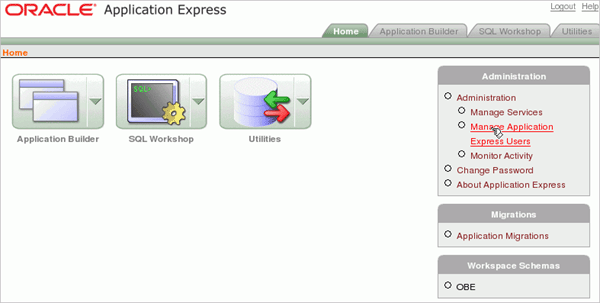 ORACLE Application Express
Logout Help
Home Application Builder SQL Workshop Utilities
Home
SQL>
Application Builder SQL Workshop Utilities
Administration
Administration
Manage Services
Manage Application
Express Users
Monitor Activity
Change Password
About Application Express
Migrations
Application Migrations
Workspace Schemas
OBE